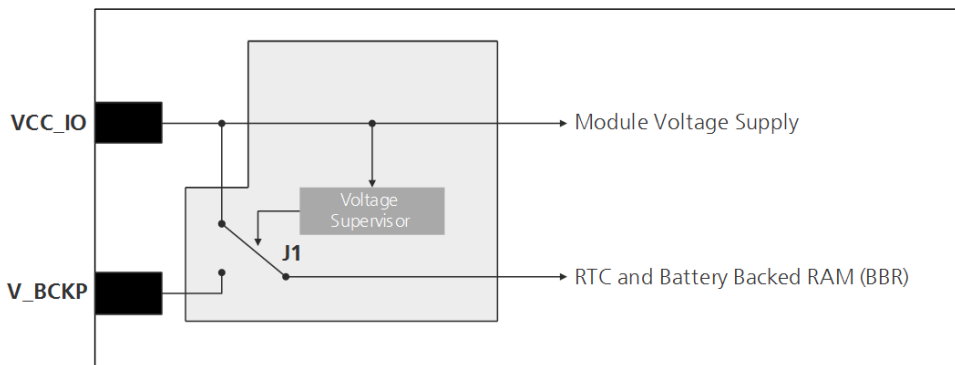 VCC_IO
Module Voltage Supply
Voltage
Supervisor
J1
V_BCKP
RTC and Battery Backed RAM (BBR)